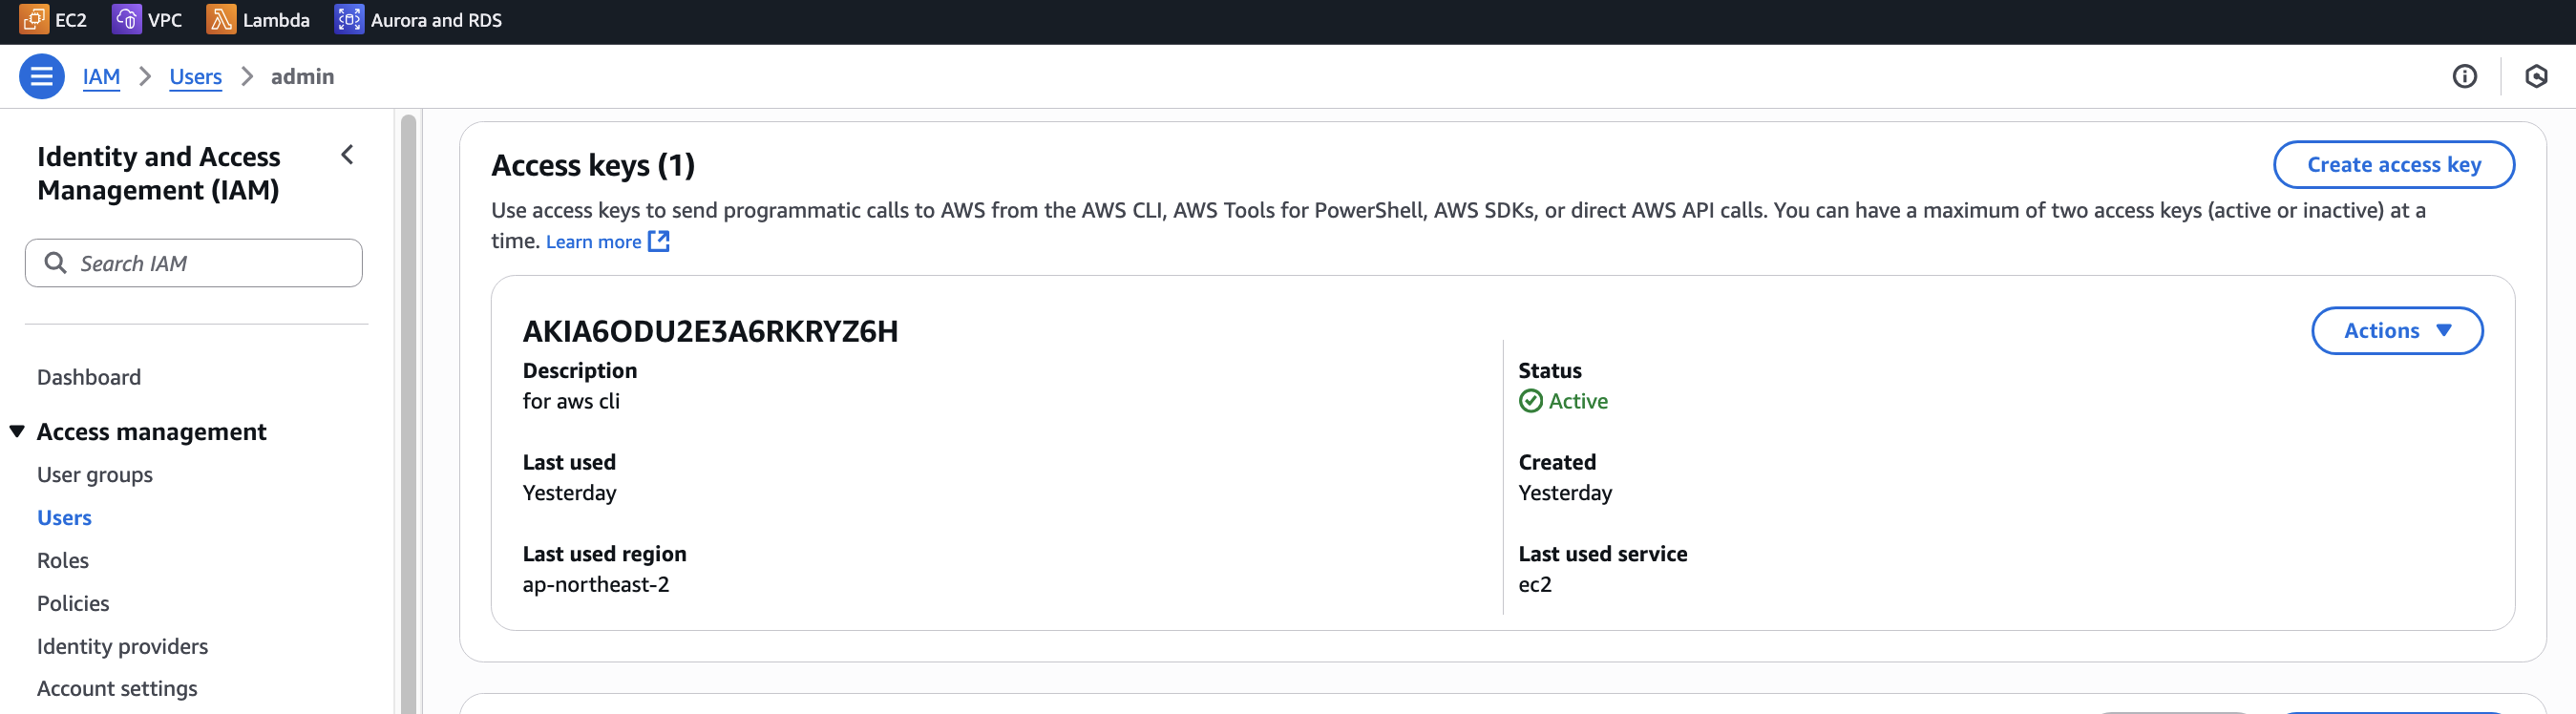 EC2 VPC Lambda Aurora and RDS
IAM > Users > admin
Identity and Access
Management (IAM)
Search IAM
Dashboard
Access management
User groups
Users
Roles
Policies
Identity providers
Account settings
Access keys (1)
Create access key
Use access keys to send programmatic calls to AWS from the AWS CLI, AWS Tools for PowerShell, AWS SDKs, or direct AWS API calls. You can have a maximum of two access keys (active or inactive) at a
time. Learn more
AKIA6ODU2E3A6RKRYZ6H
Actions
Description
for aws cli
Status
Active
Last used
Yesterday
Created
Yesterday
Last used region
ap-northeast-2
Last used service
ec2